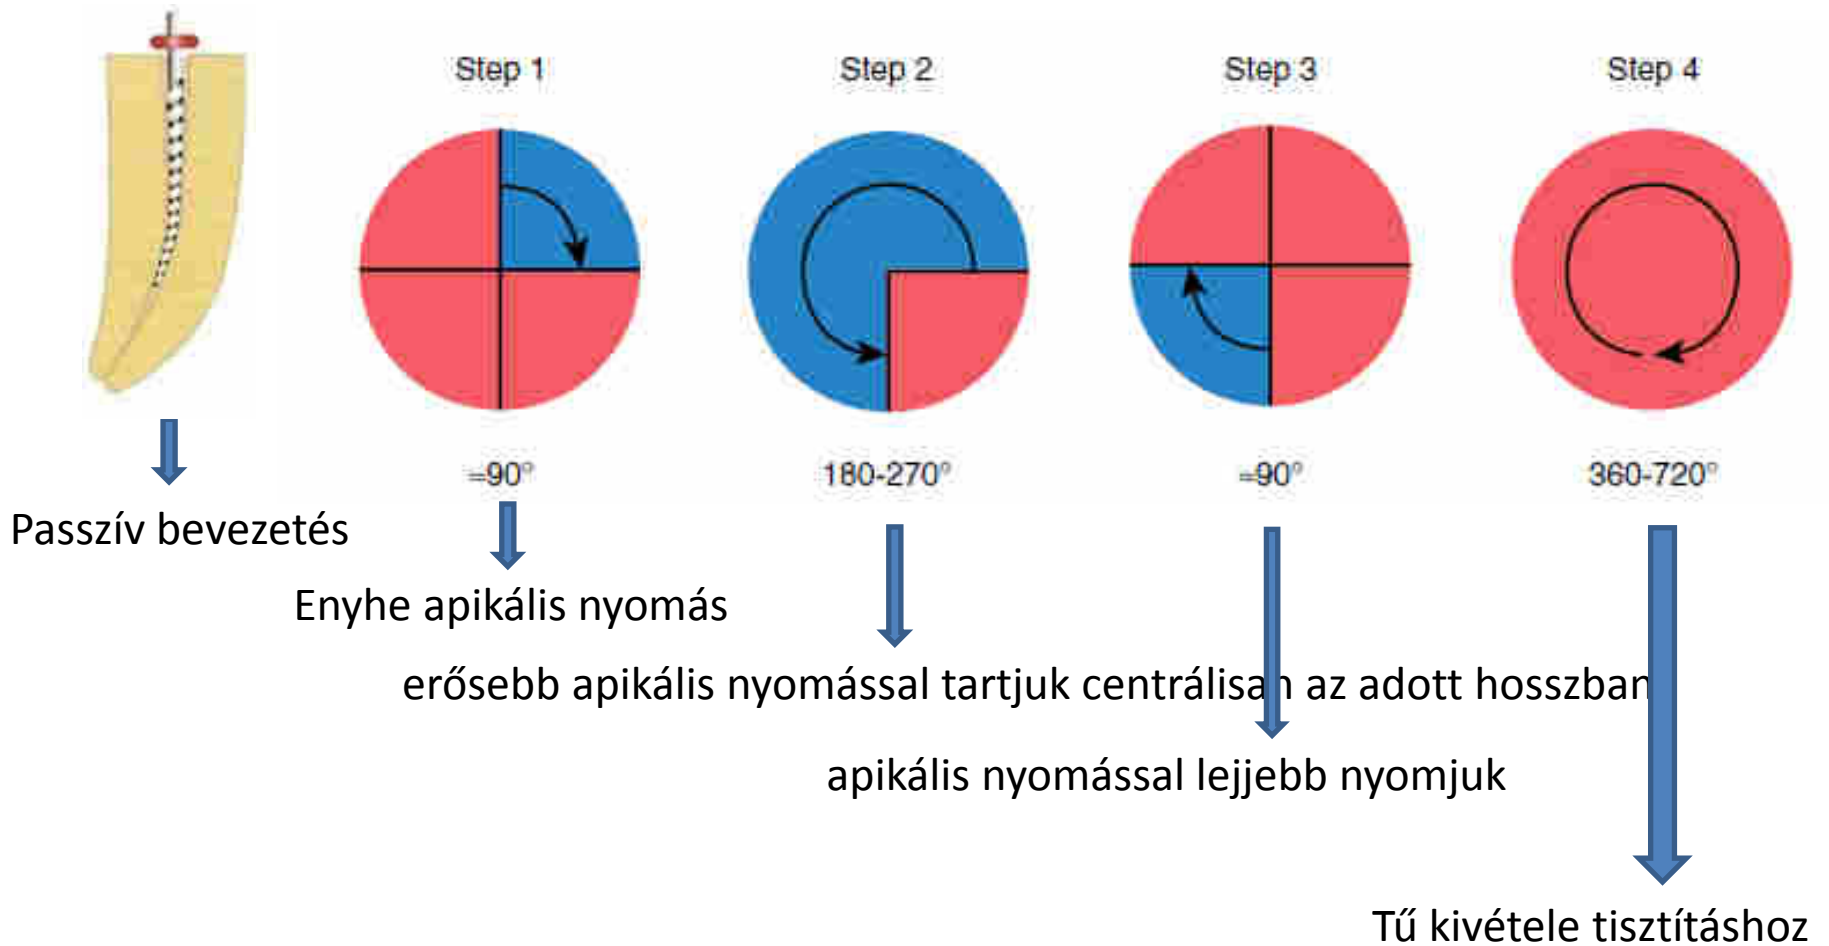 Step 1
Step 2
Step 3
Step 4
=90°
180-270°
=90°
360-720°
Passzív bevezetés
Enyhe apikális nyomás
erősebb apikális nyomással tartjuk centrálisan az adott hosszban
apikális nyomással lejjebb nyomjuk
Tű kivétele tisztításhoz